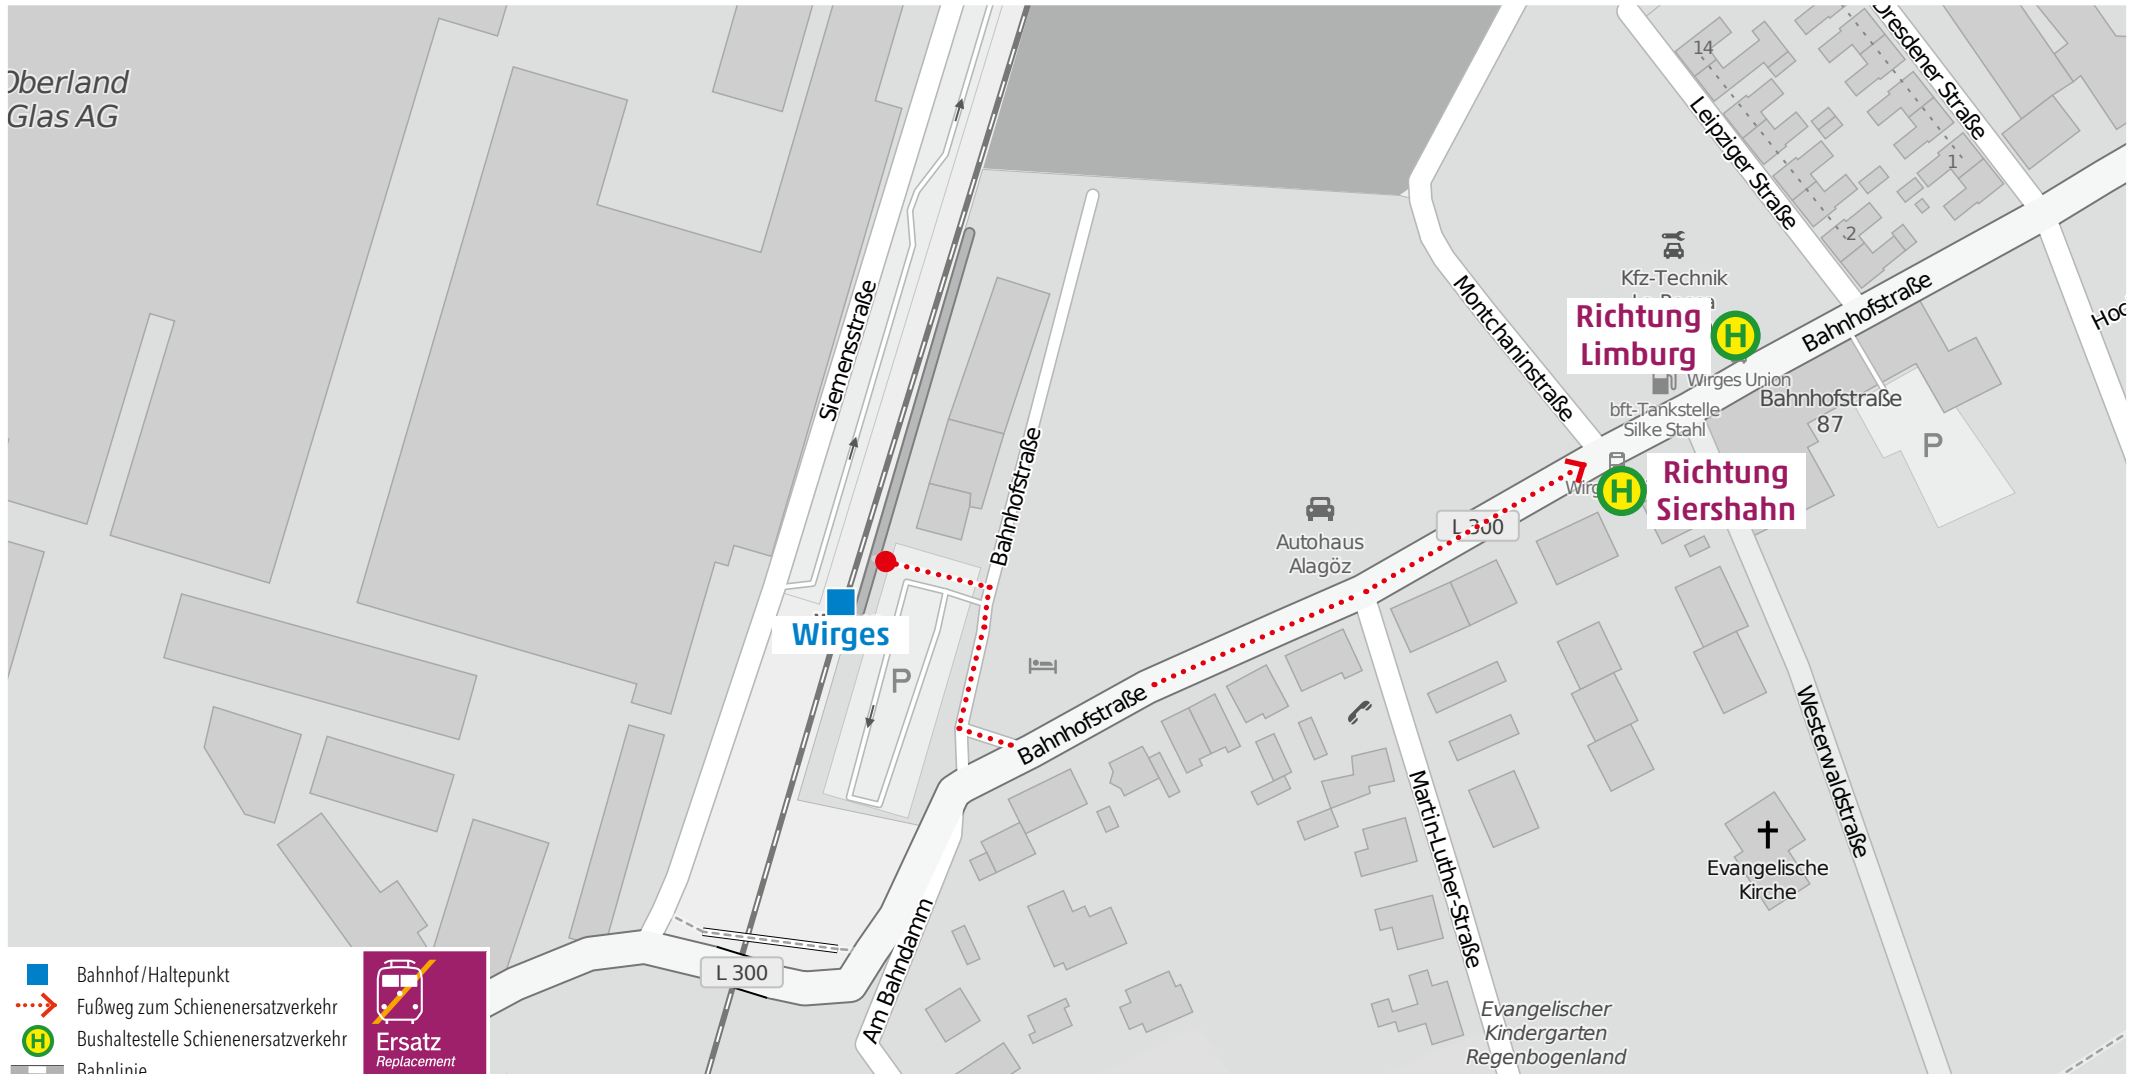 Oberland
Glas AG
Siemensstraße
Bahnhofstraße
Wirges
P
Bahnhofstraße
L 300
Autohaus
Alagöz
L 300
Am Bahndamm
Martin-Luther-Straße
Montchaninstraße
Leipziger Straße
Dresdener Straße
14
1
2
Kfz-Technik
Richtung
Limburg
H
Wirges Union
bft-Tankstelle
Silke Stahl
Bahnhofstraße
87
Bahnhofstraße
P
H
Richtung
Siershahn
Westerwaldstraße
Evangelische
Kirche
Evangelischer
Kindergarten
Regenbogenland
Bahnhof/Haltepunkt
Fußweg zum Schienenersatzverkehr
H
Bushaltestelle Schienenersatzverkehr
Bahnlinie
Ersatz
Replacement